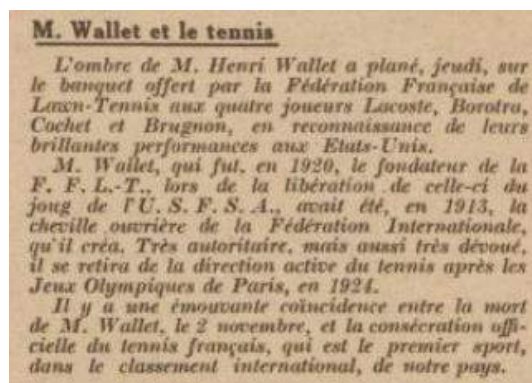 M. Wallet et le tennis
L'ombre de M. Henri Wallet a plané, jeudi, sur
le banquet offert par la Fédération Française de
Lawn-Tennis aux quatre joueurs Lacoste, Borotra,
Cochet et Brugnon, en reconnaissance de leurs
brillantes performances aux Etats-Unis.
M. Wallet, qui fut, en 1920, le fondateur de la
F. F. L.-T., lors de la libération de celle-ci du
joug de l'U. S. F. S. A., avait été, en 1913, la
cheville ouvrière de la Fédération Internationale,
qu'il créa. Très autoritaire, mais aussi très dévoué,
il se retira de la direction active du tennis après les
Jeux Olympiques de Paris, en 1924.
Il y a une émouvante coïncidence entre la mort
de M. Wallet, le 2 novembre, et la consécration offi-
cielle du tennis français, qui est le premier sport,
dans le classement international, de notre pays.